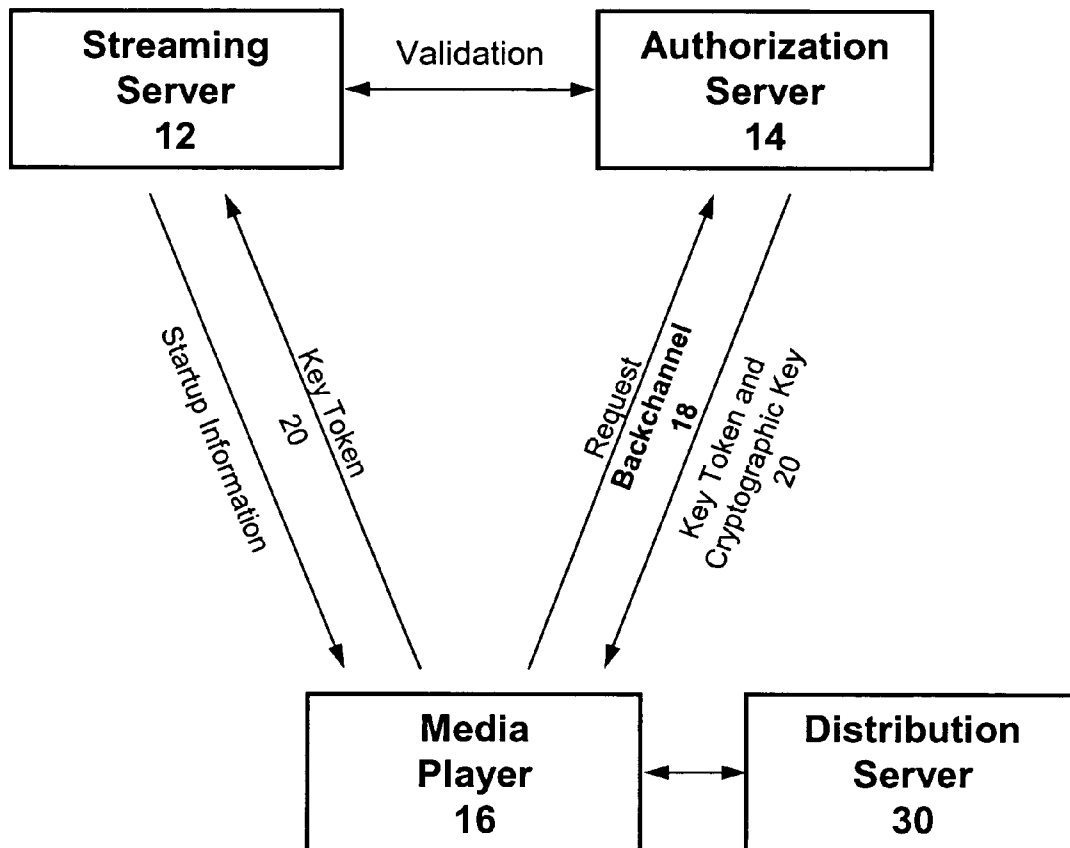 Streaming
Server
12
Validation
Authorization
Server
14
Startup Information
Key Token
20
Request
Backchannel
18
Key Token and
Cryptographic Key
20
Media
Player
16
Distribution
Server
30